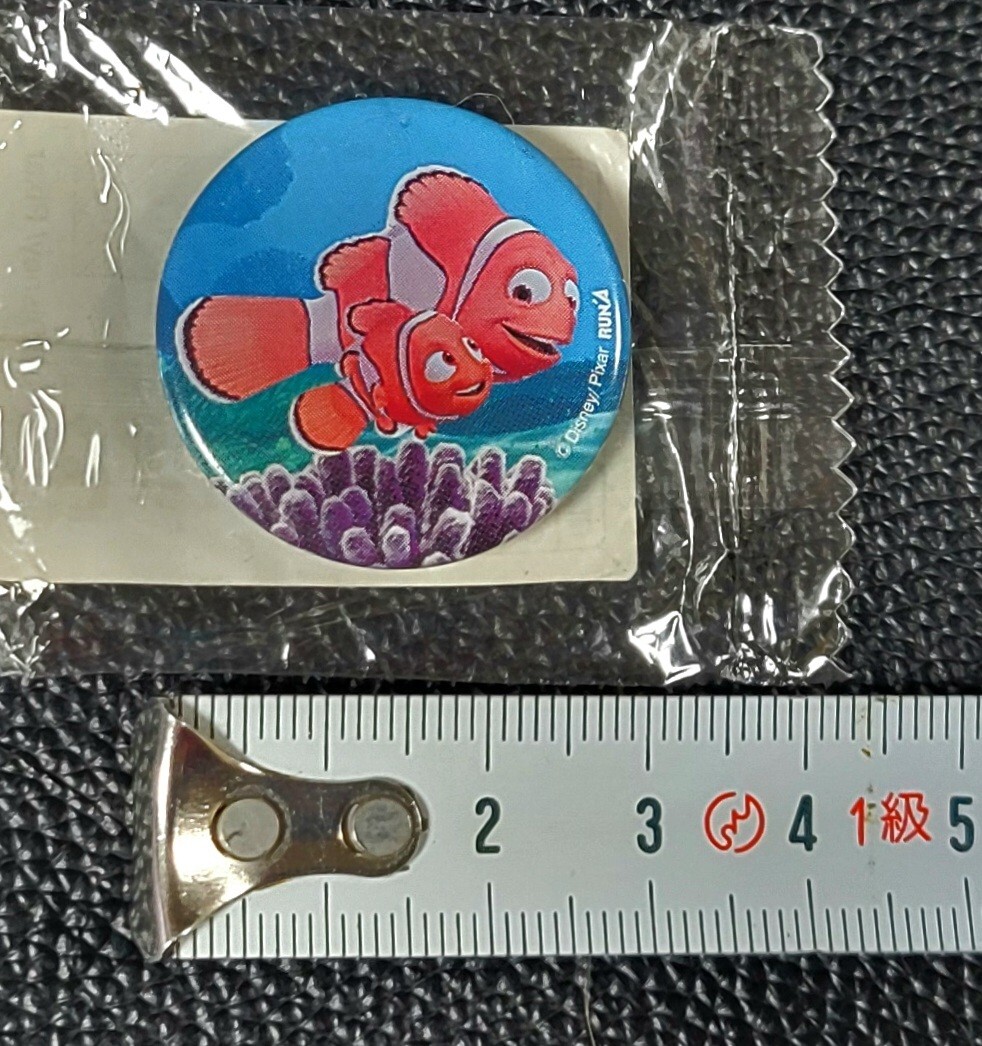 © Disney/Pixar RUN'A
2 3 4 1級 5